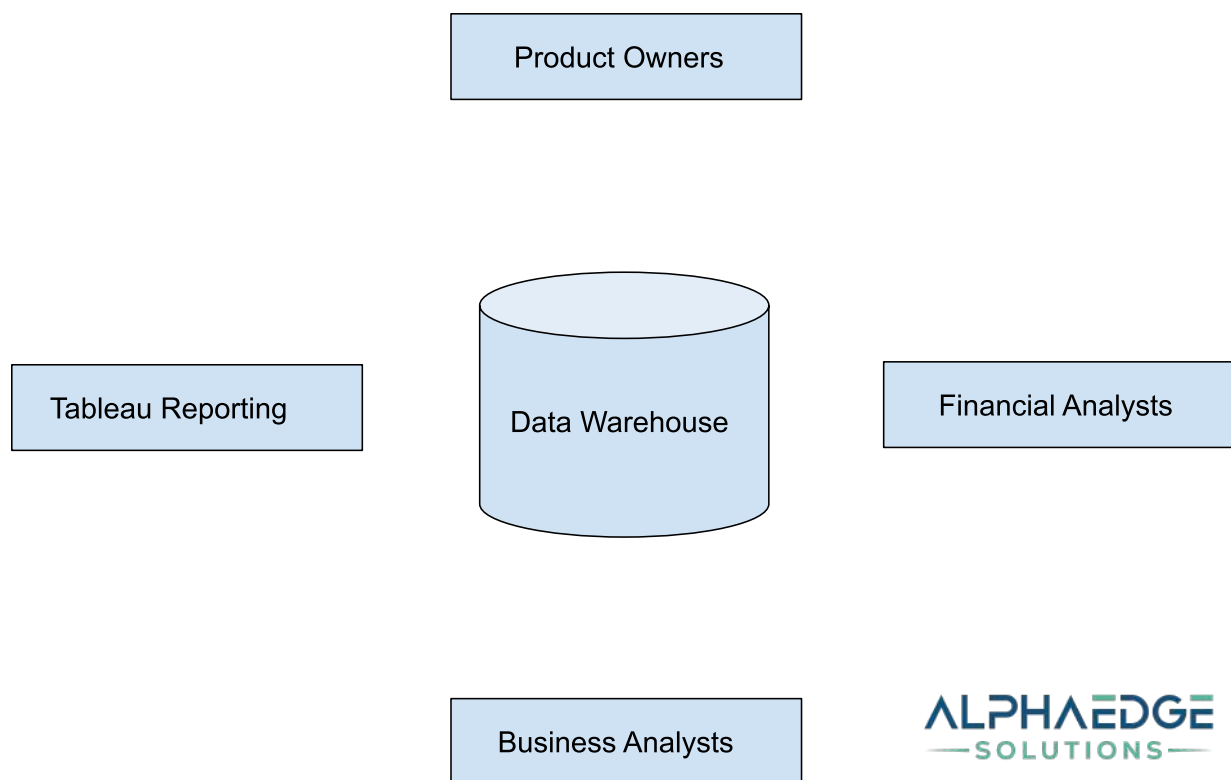 Product Owners
Tableau Reporting
Data Warehouse
Financial Analysts
Business Analysts
ALPHAEDGE
SOLUTIONS